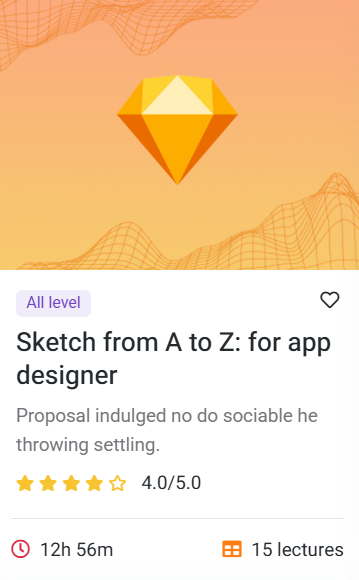 All level
Sketch from A to Z: for app
designer
Proposal indulged no do sociable he
throwing settling.
4.0/5.0
12h 56m
15 lectures